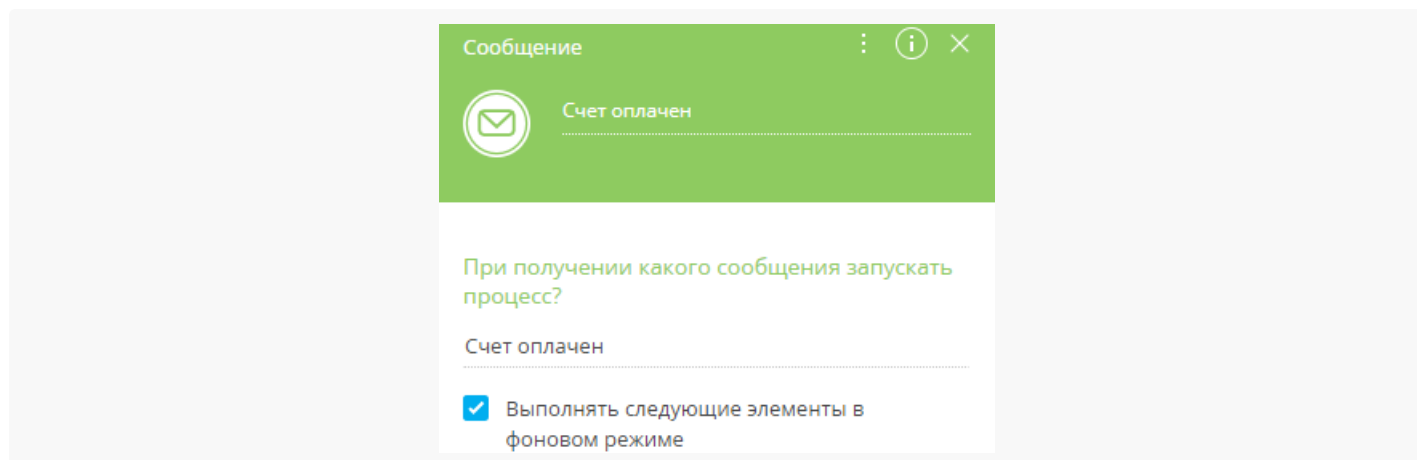 Сообщение
Счет оплачен
При получении какого сообщения запускать
процесс?
Счет оплачен
Выполнять следующие элементы в
фоновом режиме